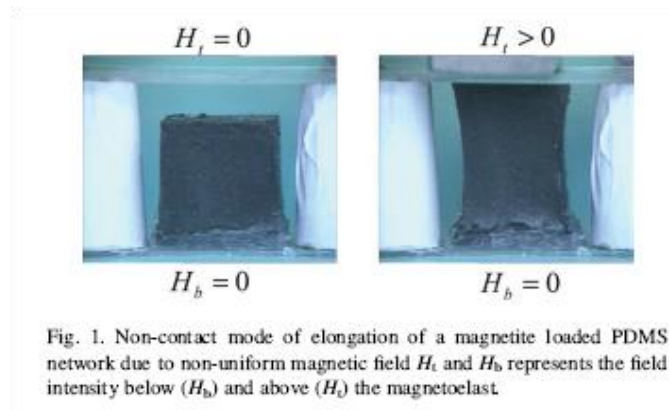 H_t = 0 H_t > 0
H_b = 0 H_b = 0
Fig. 1. Non-contact mode of elongation of a magnetite loaded PDMS
network due to non-uniform magnetic field H_t and H_b represents the field
intensity below (H_b) and above (H_t) the magnetoelast.